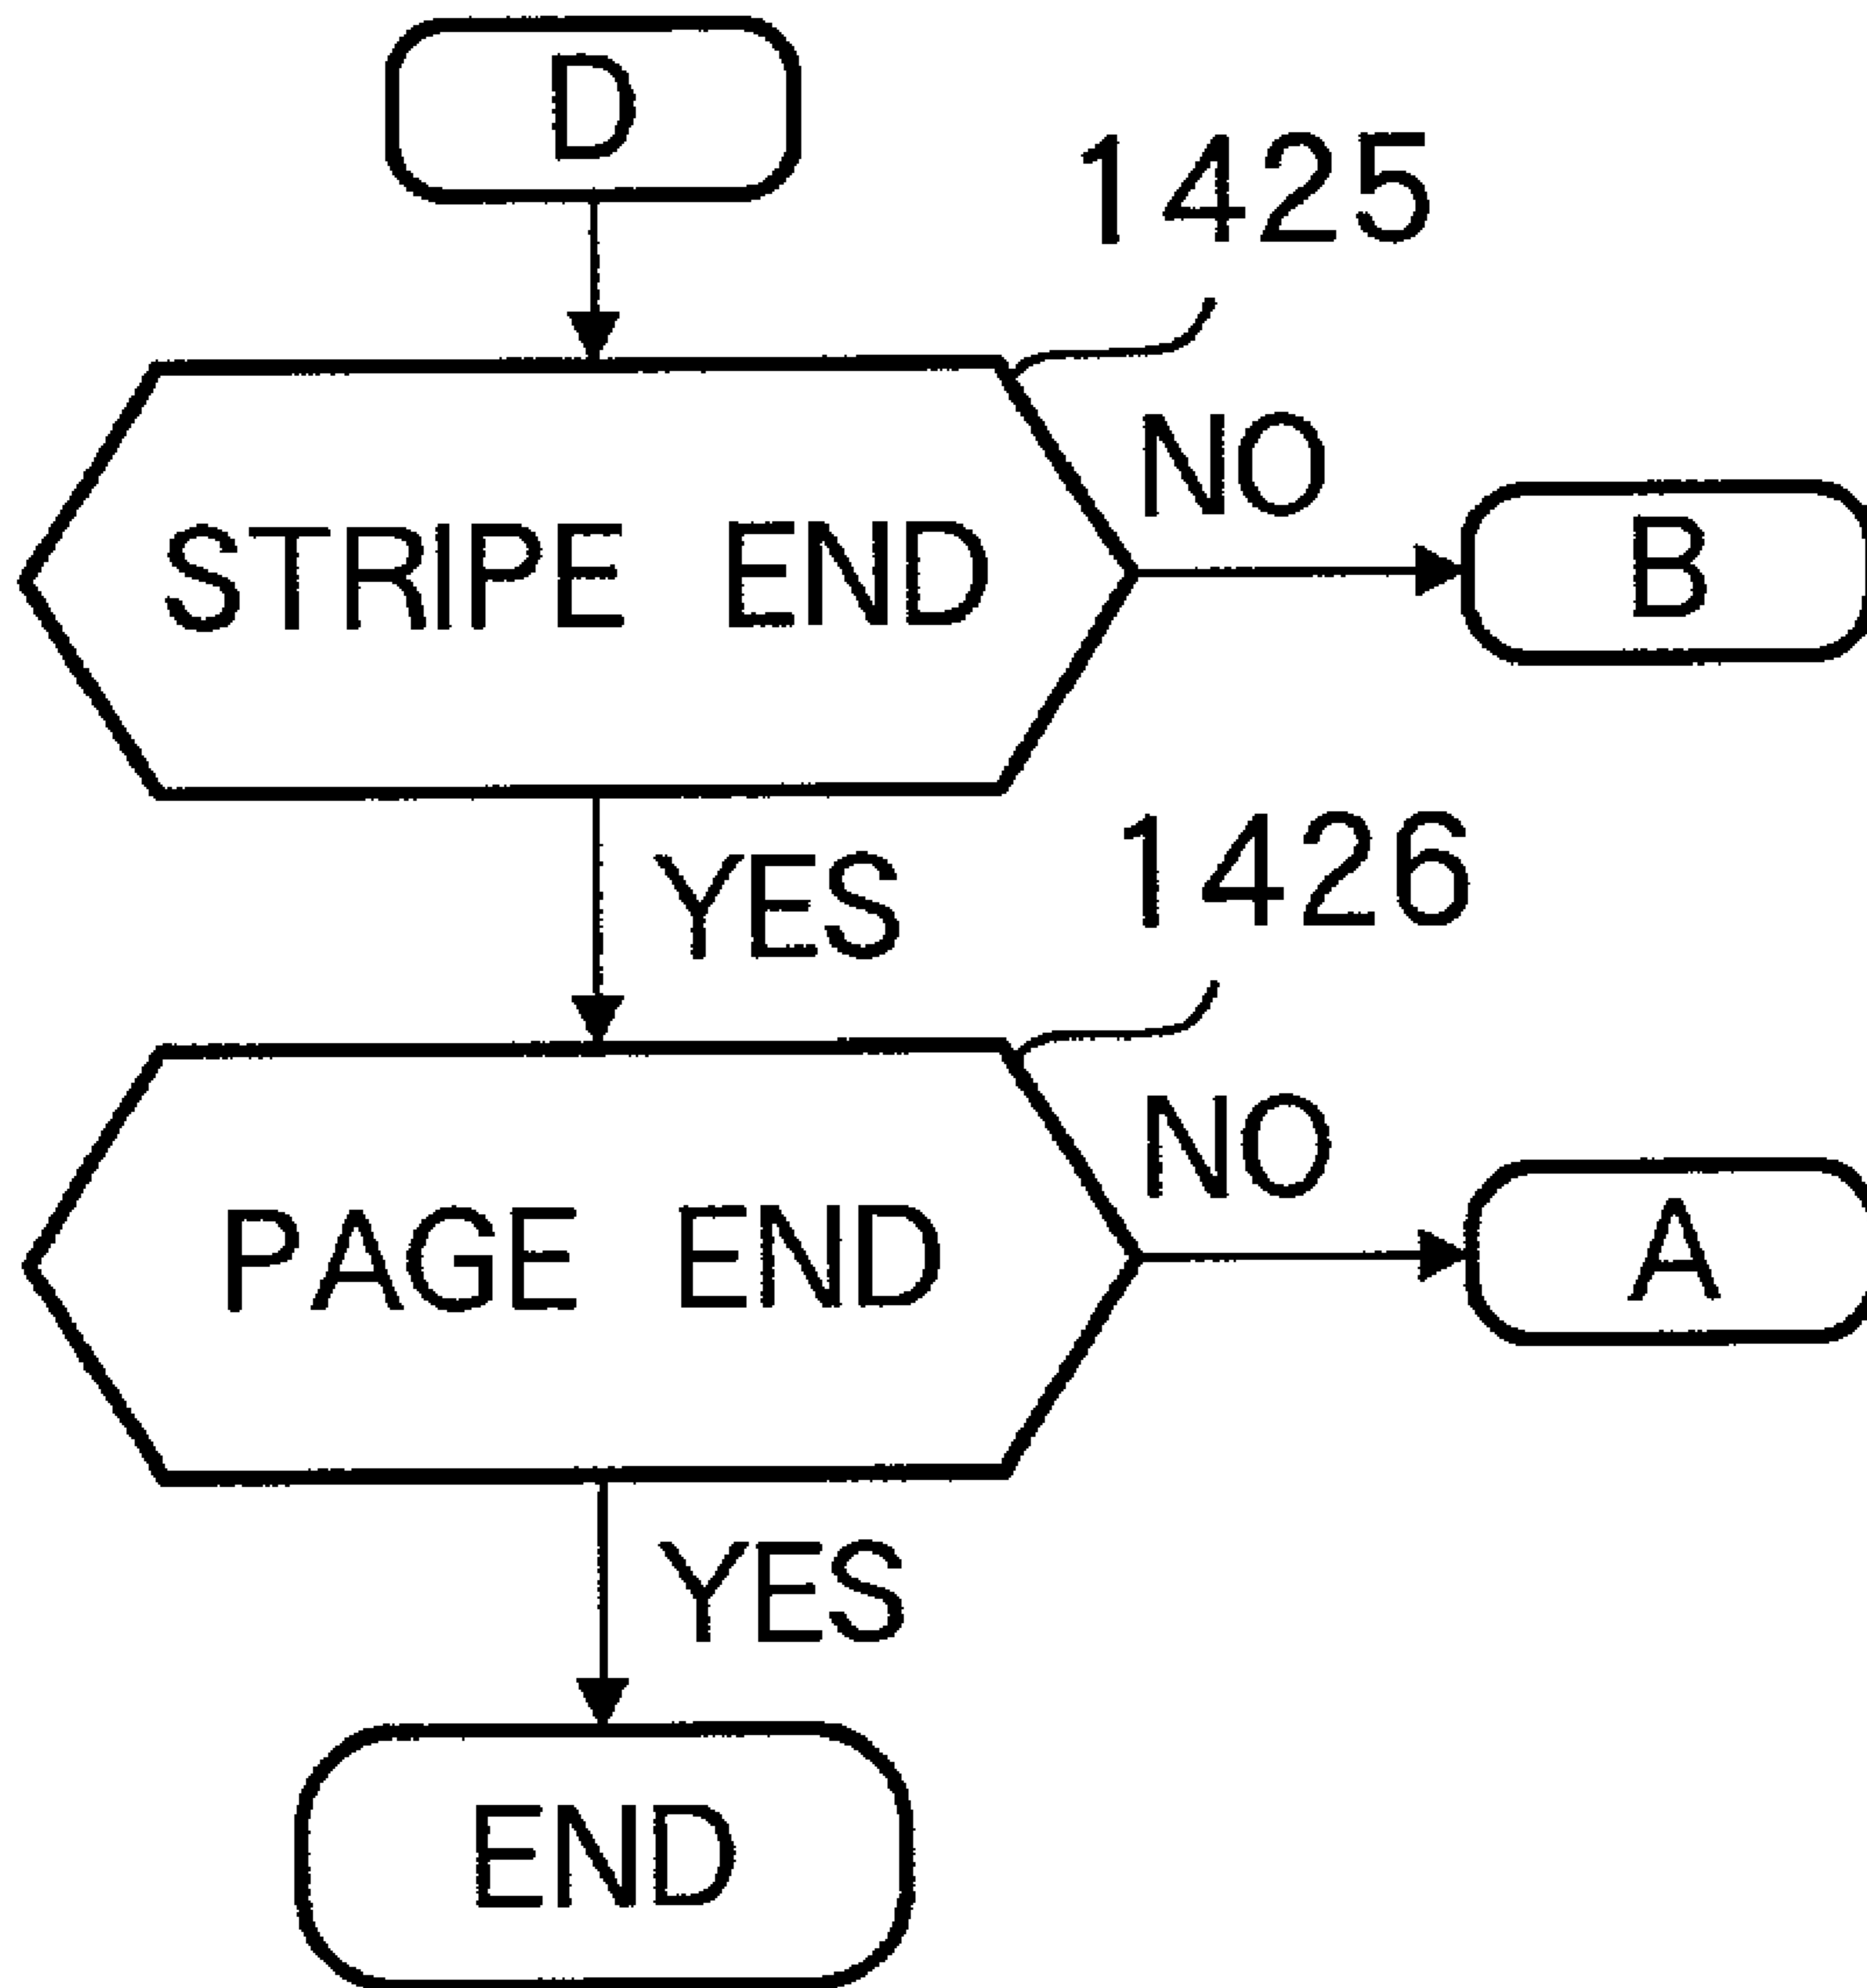 D
1425
NO
STRIPE END
B
YES
1426
NO
PAGE END
A
YES
END